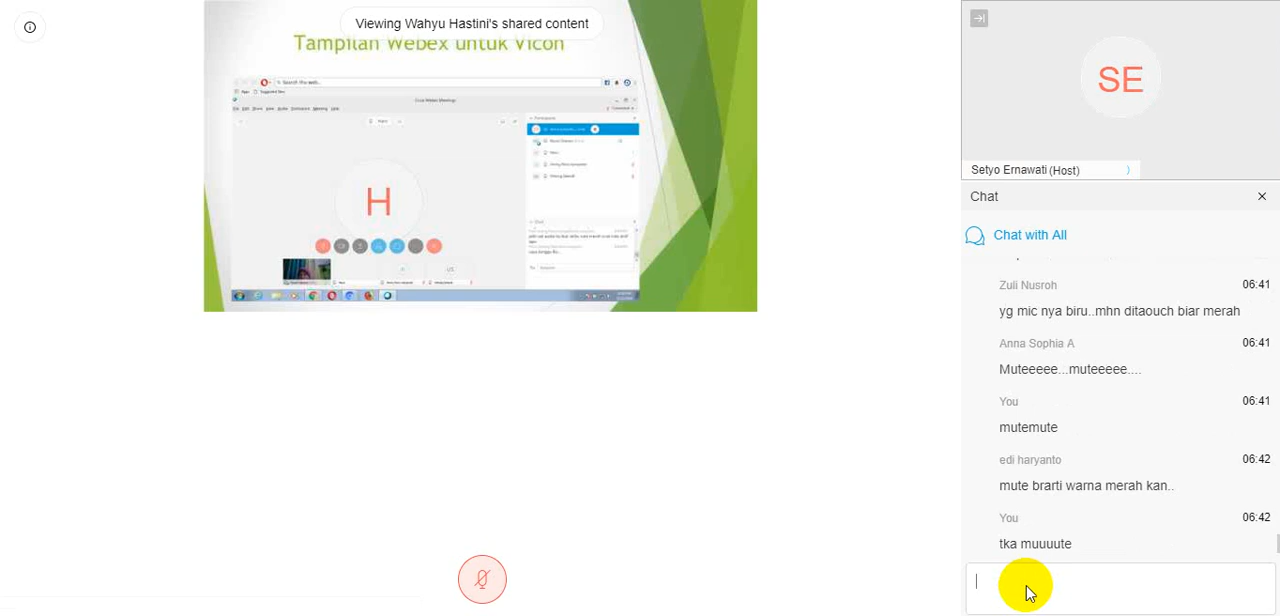 Viewing Wahyu Hastini's shared content
Tampilan Webex untuk Vicon
H
SE
Setyo Ernawati (Host)
Chat
Chat with All
Zuli Nusroh 06:41
yg mic nya biru..mhn ditaouch biar merah
Anna Sophia A 06:41
Muteeeee...muteeeee....
You 06:41
mutemute
edi haryanto 06:42
mute brarti warna merah kan..
You 06:42
tka muuuute